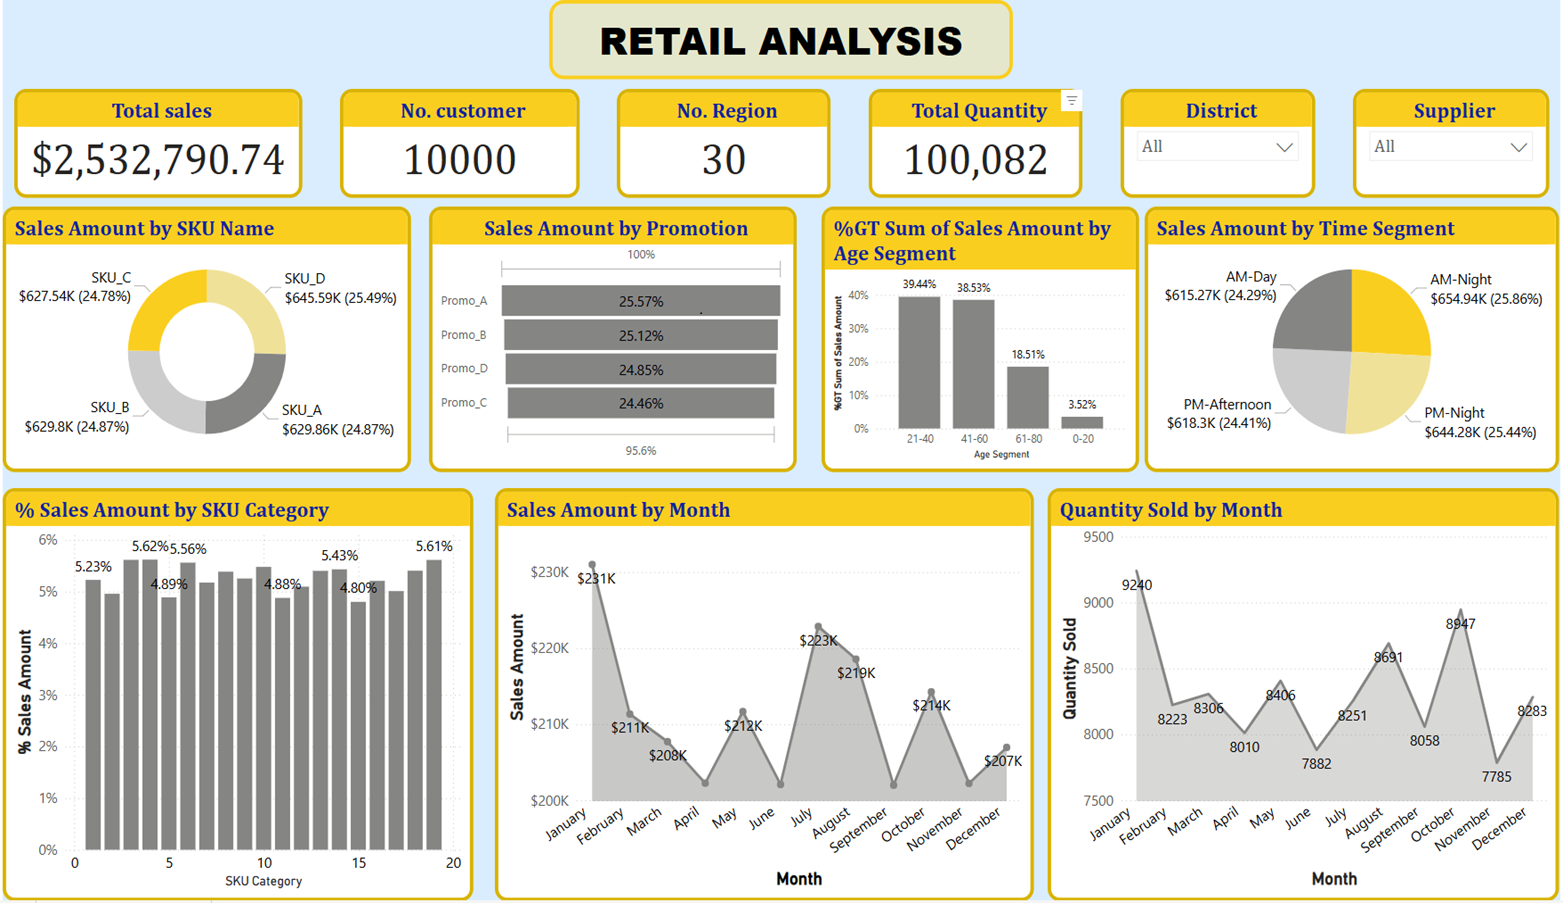 RETAIL ANALYSIS
Total sales
$2,532,790.74
No. customer
10000
No. Region
30
Total Quantity
100,082
District
All
Supplier
All
Sales Amount by SKU Name
SKU_C
$627.54K (24.78%)
SKU_D
$645.59K (25.49%)
SKU_B
$629.8K (24.87%)
SKU_A
$629.86K (24.87%)
Sales Amount by Promotion
100%
Promo_A
25.57%
Promo_B
25.12%
Promo_D
24.85%
Promo_C
24.46%
95.6%
%GT Sum of Sales Amount by
Age Segment
%GT Sum of Sales Amount
40%
30%
20%
10%
0%
39.44%
38.53%
18.51%
3.52%
21-40
41-60
61-80
0-20
Age Segment
Sales Amount by Time Segment
AM-Day
$615.27K (24.29%)
AM-Night
$654.94K (25.86%)
PM-Afternoon
$618.3K (24.41%)
PM-Night
$644.28K (25.44%)
% Sales Amount by SKU Category
% Sales Amount
6%
5%
4%
3%
2%
1%
0%
5.23%
5.62%
4.89%
5.56%
4.88%
5.43%
4.80%
5.61%
0
5
10
15
20
SKU Category
Sales Amount by Month
Sales Amount
$230K
$220K
$210K
$200K
$231K
$211K
$208K
$212K
$223K
$219K
$214K
$207K
January
February
March
April
May
June
July
August
September
October
November
December
Month
Quantity Sold by Month
Quantity Sold
9500
9000
8500
8000
7500
9240
8223
8306
8010
8406
7882
8251
8691
8058
8947
7785
8283
January
February
March
April
May
June
July
August
September
October
November
December
Month